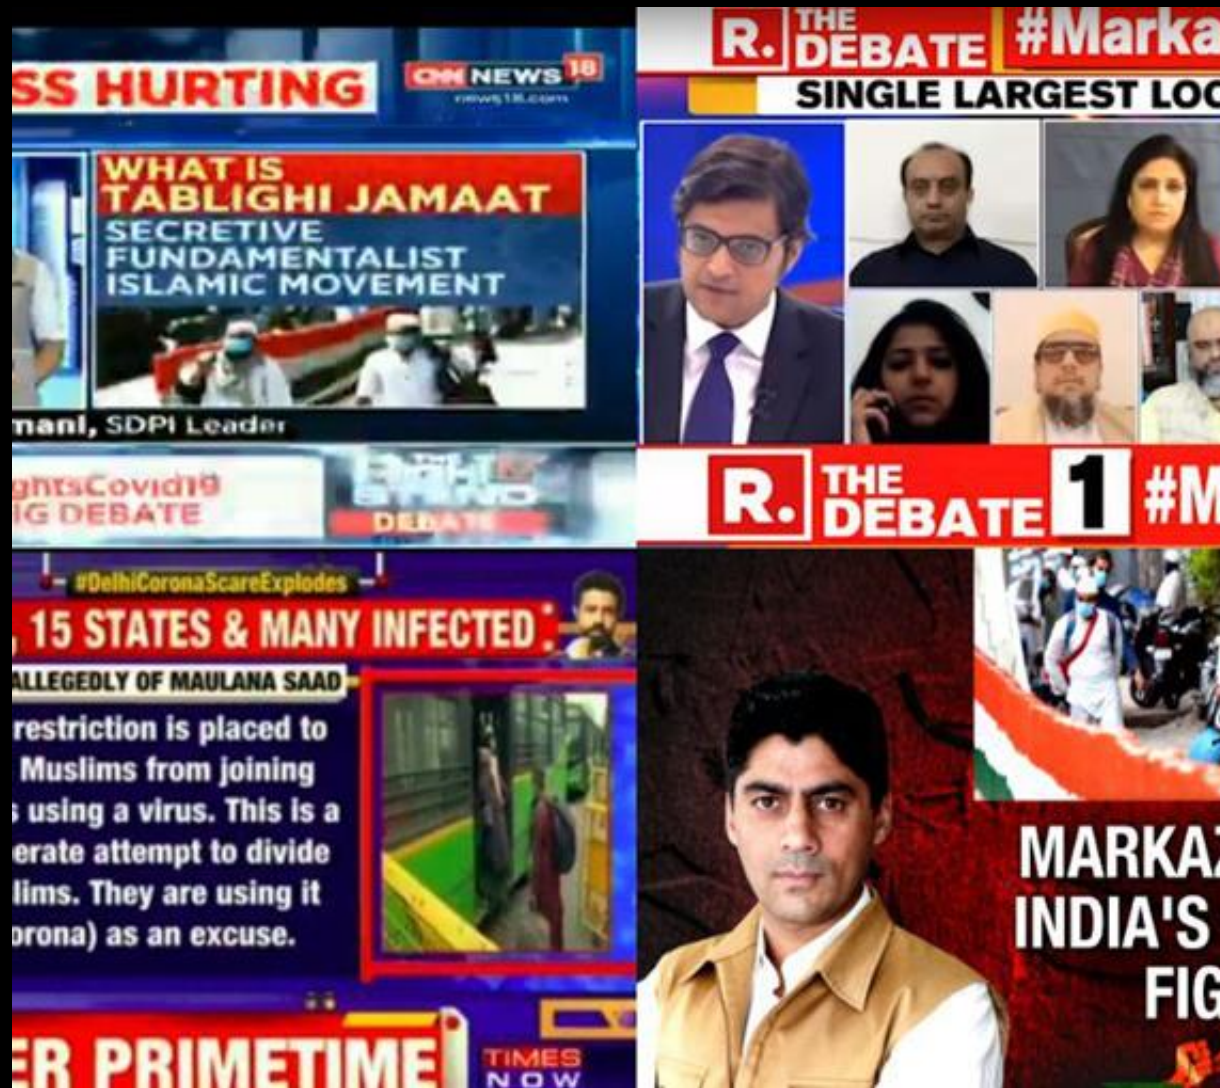 SS HURTING
CNN NEWS 18
news18.com
WHAT IS
TABLIGHI JAMAAT
SECRETIVE
FUNDAMENTALIST
ISLAMIC MOVEMENT
mani, SDPI Leader
ghtsCovid19
IG DEBATE
DEBATE
R. THE DEBATE #Marka
SINGLE LARGEST LOC
R. THE DEBATE 1 #M
#DelhiCoronaScareExplodes
, 15 STATES & MANY INFECTED
ALLEGEDLY OF MAULANA SAAD
restriction is placed to
Muslims from joining
s using a virus. This is a
erate attempt to divide
lims. They are using it
orona) as an excuse.
ER PRIMETIME
TIMES
NOW
MARKAZ
INDIA'S
FIG